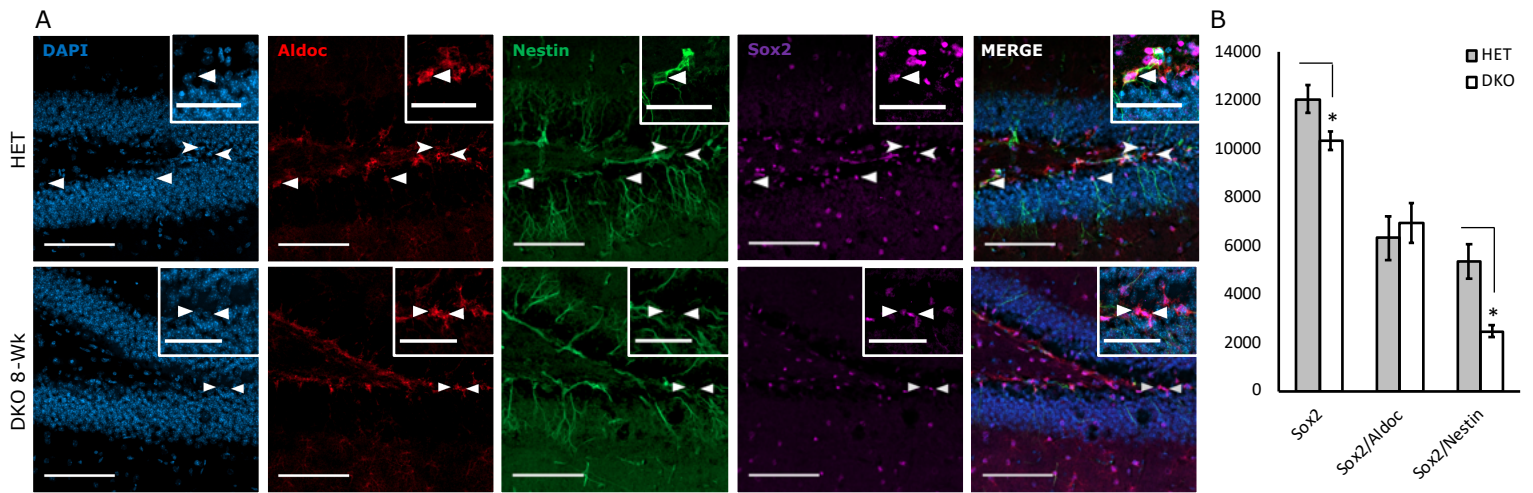 A
DAPI
Aldoc
Nestin
Sox2
MERGE
HET
DKO 8-Wk
B
14000
12000
10000
8000
6000
4000
2000
0
HET
DKO
*
*
Sox2
Sox2/Aldoc
Sox2/Nestin